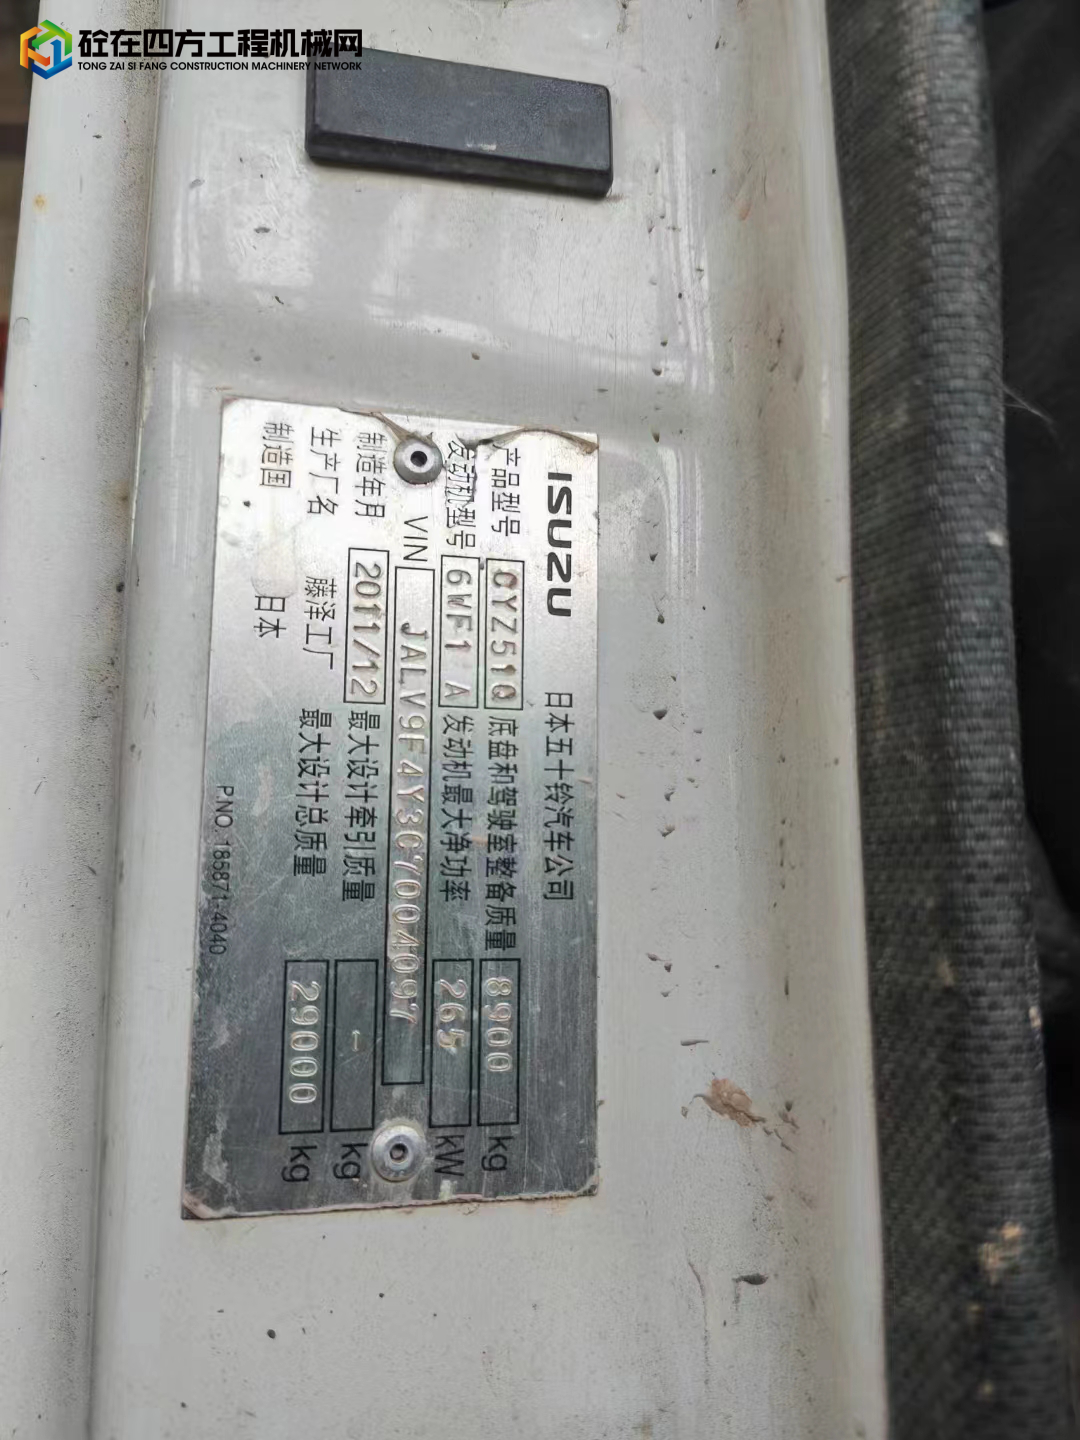 砼在四方工程机械网
TONG ZAI SI FANG CONSTRUCTION MACHINERY NETWORK
ISUZU 日本五十铃汽车公司
产品型号 CYZ51Q 底盘和驾驶室整备质量 8900 kg
发动机型号 6WF1 A 发动机最大净功率 265 kW
VIN JALV9F4Y3C7004097
制造年月 2011/12 最大设计牵引质量 - kg
生产厂名 藤泽工厂 最大设计总质量 29000 kg
制造国 日本
P.NO. 185871-4040